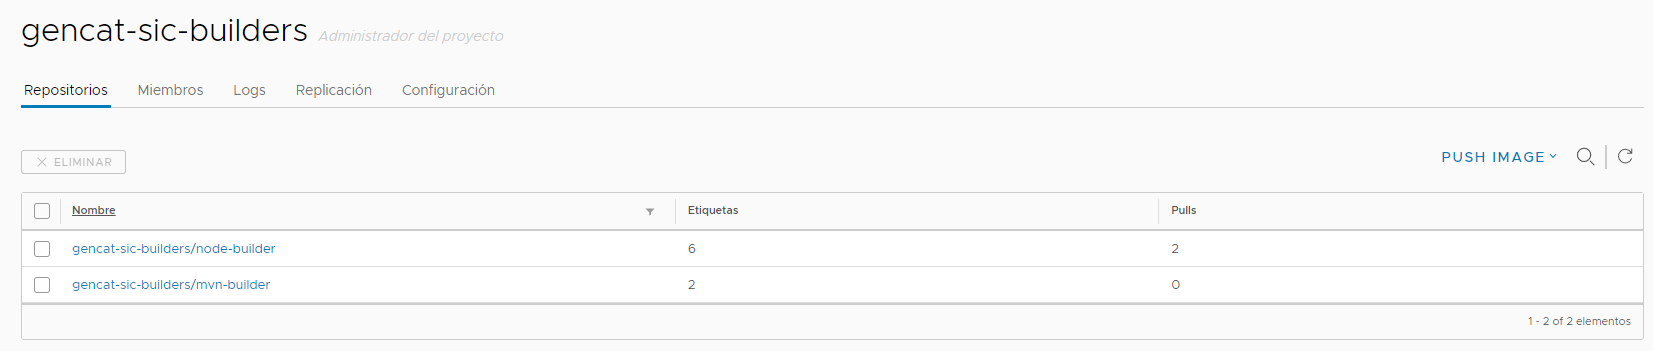 gencat-sic-builders Administrador del proyecto
Repositorios Miembros Logs Replicación Configuración
ELIMINAR PUSH IMAGE
Nombre Etiquetas Pulls
gencat-sic-builders/node-builder 6 2
gencat-sic-builders/mvn-builder 2 0
1 - 2 of 2 elementos